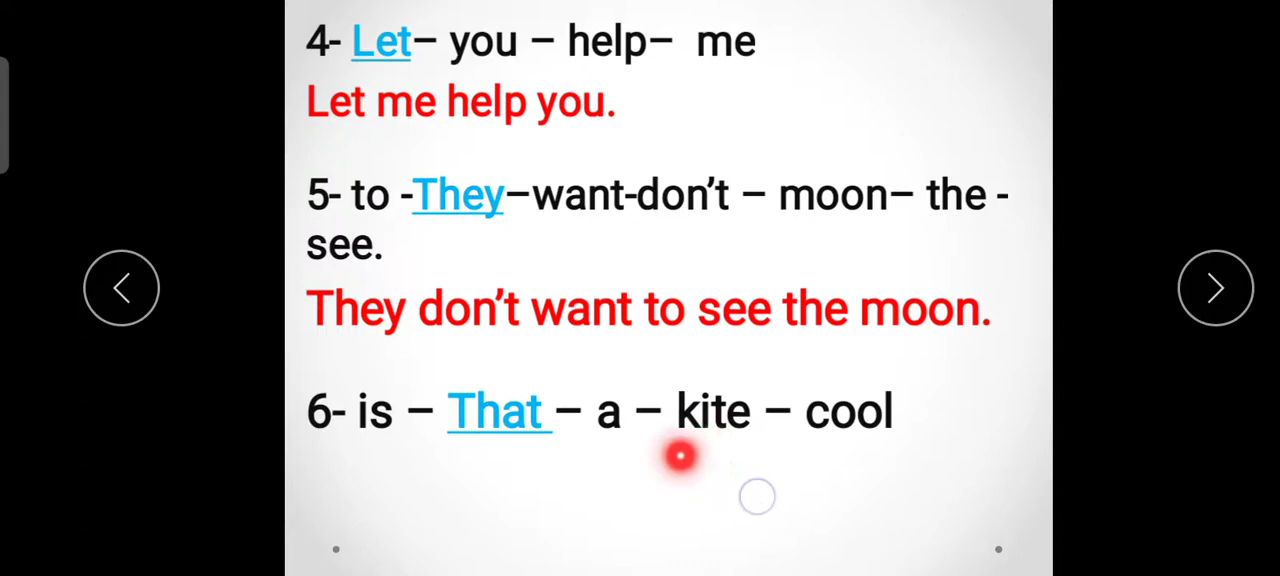 4- Let– you – help–  me
Let me help you.
5- to -They–want-don’t – moon– the -
see.
They don’t want to see the moon.
6- is – That – a – kite – cool